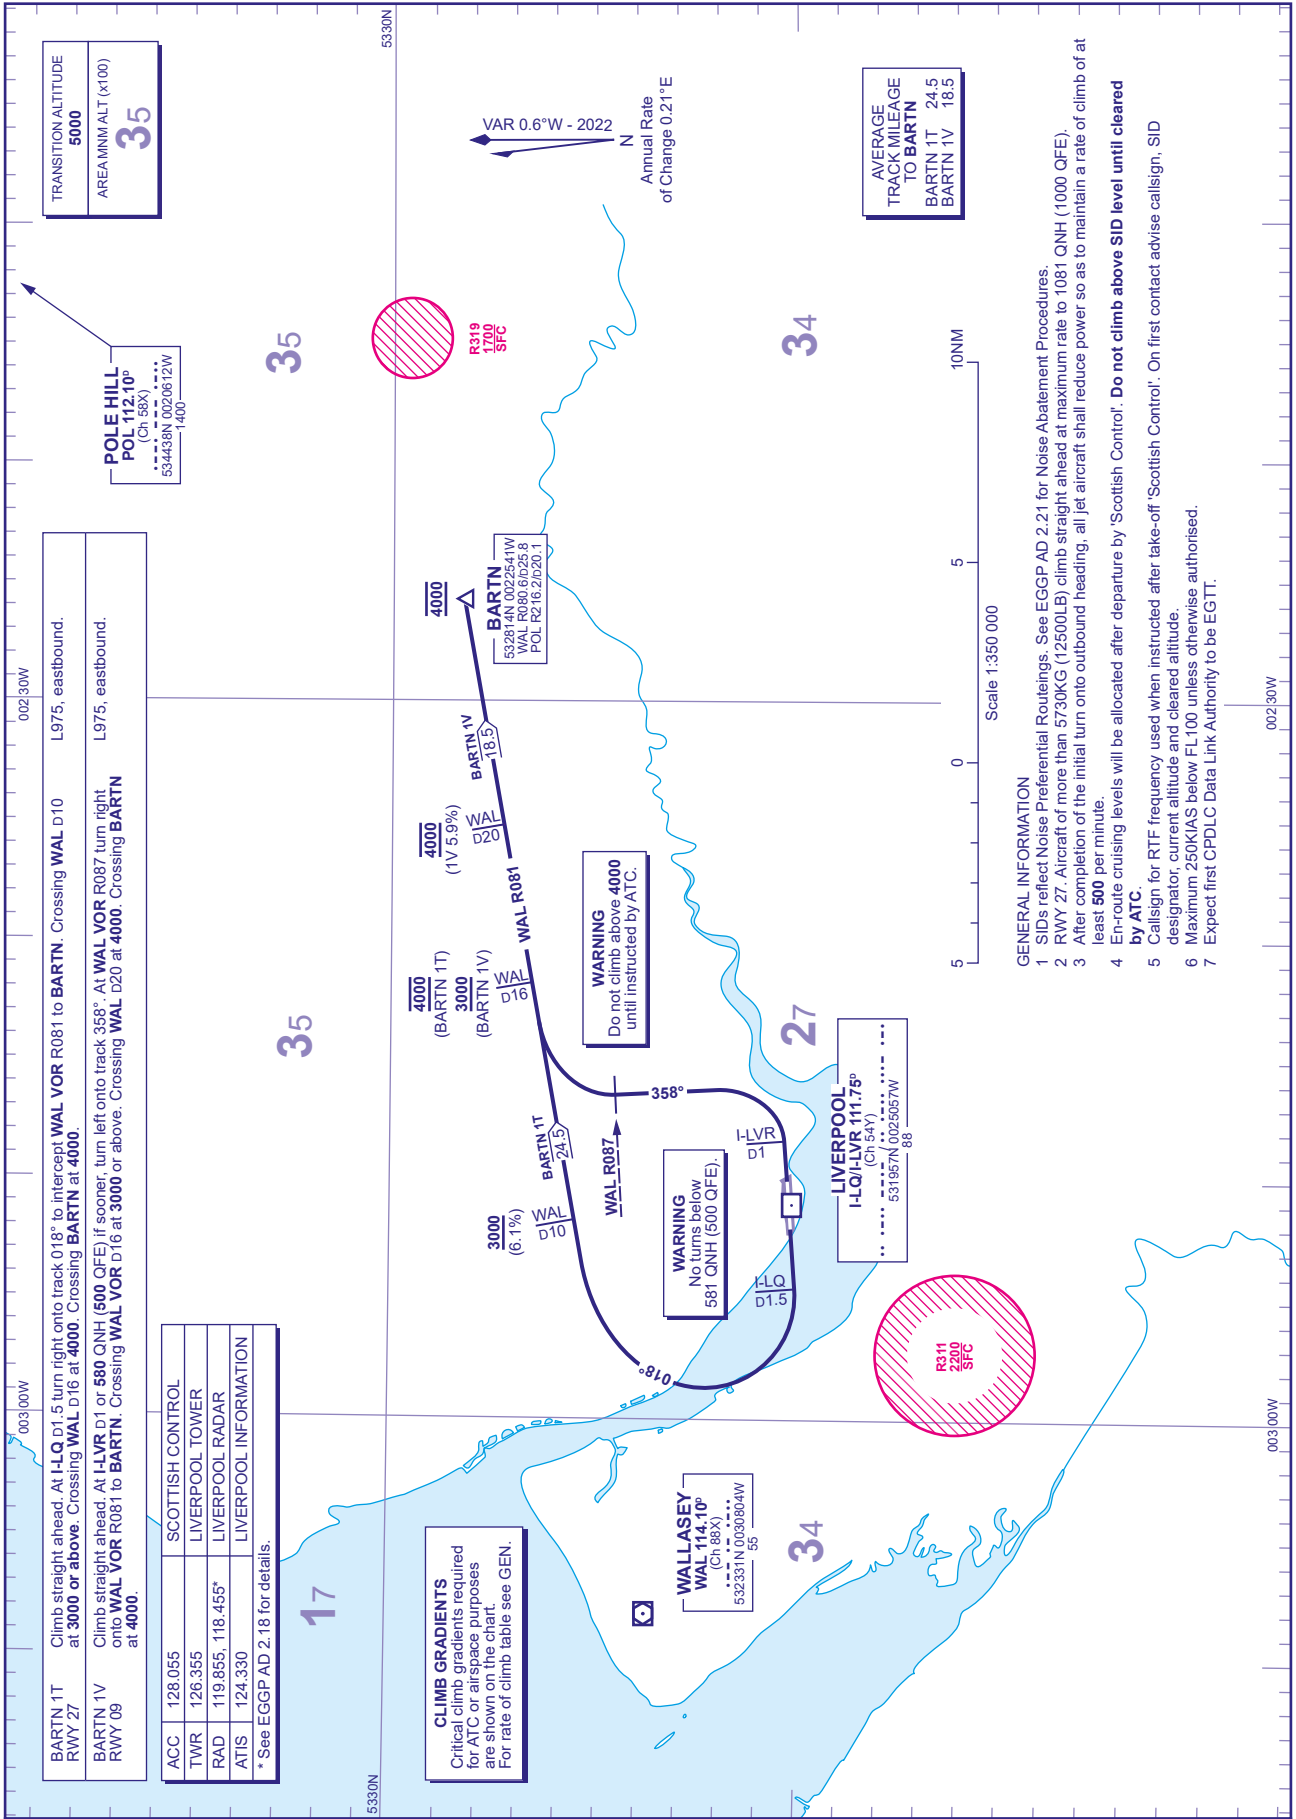 BARTN 1T
RWY 27
Climb straight ahead. At I-LQ D1.5 turn right onto track 018° to intercept WAL VOR R081 to BARTN. Crossing WAL D10
at 3000 or above. Crossing WAL D16 at 4000. Crossing BARTN at 4000.
L975, eastbound.
BARTN 1V
RWY 09
Climb straight ahead. At I-LVR D1 or 580 QNH (500 QFE) if sooner, turn left onto track 358°. At WAL VOR R087 turn right
onto WAL VOR R081 to BARTN. Crossing WAL VOR D16 at 3000 or above. Crossing WAL D20 at 4000. Crossing BARTN
at 4000.
L975, eastbound.
TRANSITION ALTITUDE
5000
AREA MNM ALT (x100)
35
ACC 128.055 SCOTTISH CONTROL
TWR 126.355 LIVERPOOL TOWER
RAD 119.855, 118.455* LIVERPOOL RADAR
ATIS 124.330 LIVERPOOL INFORMATION
* See EGGP AD 2.18 for details.
003 00W
002 30W
5330N
5330N
POLE HILL
POL 112.10ᴰ
(Ch 58X)
534438N 0020612W
1400
17
35
35
CLIMB GRADIENTS
Critical climb gradients required
for ATC or airspace purposes
are shown on the chart.
For rate of climb table see GEN.
3000
(6.1%)
WAL
D10
BARTN 1T
24.5
4000
(BARTN 1T)
3000
(BARTN 1V)
WAL
D16
WAL R081
4000
(1V 5.9%)
WAL
D20
BARTN 1V
18.5
4000
BARTN
532814N 0022541W
WAL R080.6/D25.8
POL R216.2/D20.1
R319
1700
SFC
VAR 0.6°W - 2022
N
Annual Rate
of Change 0.21°E
018°
WAL R087
358°
WARNING
Do not climb above 4000
until instructed by ATC.
WARNING
No turns below
581 QNH (500 QFE).
I-LQ
D1.5
I-LVR
D1
WALLASEY
WAL 114.10ᴰ
(Ch 88X)
532331N 0030804W
55
34
27
34
LIVERPOOL
I-LQ/I-LVR 111.75ᴰ
(Ch 54Y)
531957N 0025057W
88
R311
2200
SFC
AVERAGE
TRACK MILEAGE
TO BARTN
BARTN 1T 24.5
BARTN 1V 18.5
5 0 5 10NM
Scale 1:350 000
GENERAL INFORMATION
1 SIDs reflect Noise Preferential Routeings. See EGGP AD 2.21 for Noise Abatement Procedures.
2 RWY 27. Aircraft of more than 5730KG (12500LB) climb straight ahead at maximum rate to 1081 QNH (1000 QFE).
3 After completion of the initial turn onto outbound heading, all jet aircraft shall reduce power so as to maintain a rate of climb of at
least 500 per minute.
4 En-route cruising levels will be allocated after departure by 'Scottish Control'. Do not climb above SID level until cleared
by ATC.
5 Callsign for RTF frequency used when instructed after take-off 'Scottish Control'. On first contact advise callsign, SID
designator, current altitude and cleared altitude.
6 Maximum 250KIAS below FL100 unless otherwise authorised.
7 Expect first CPDLC Data Link Authority to be EGTT.
003 00W
002 30W